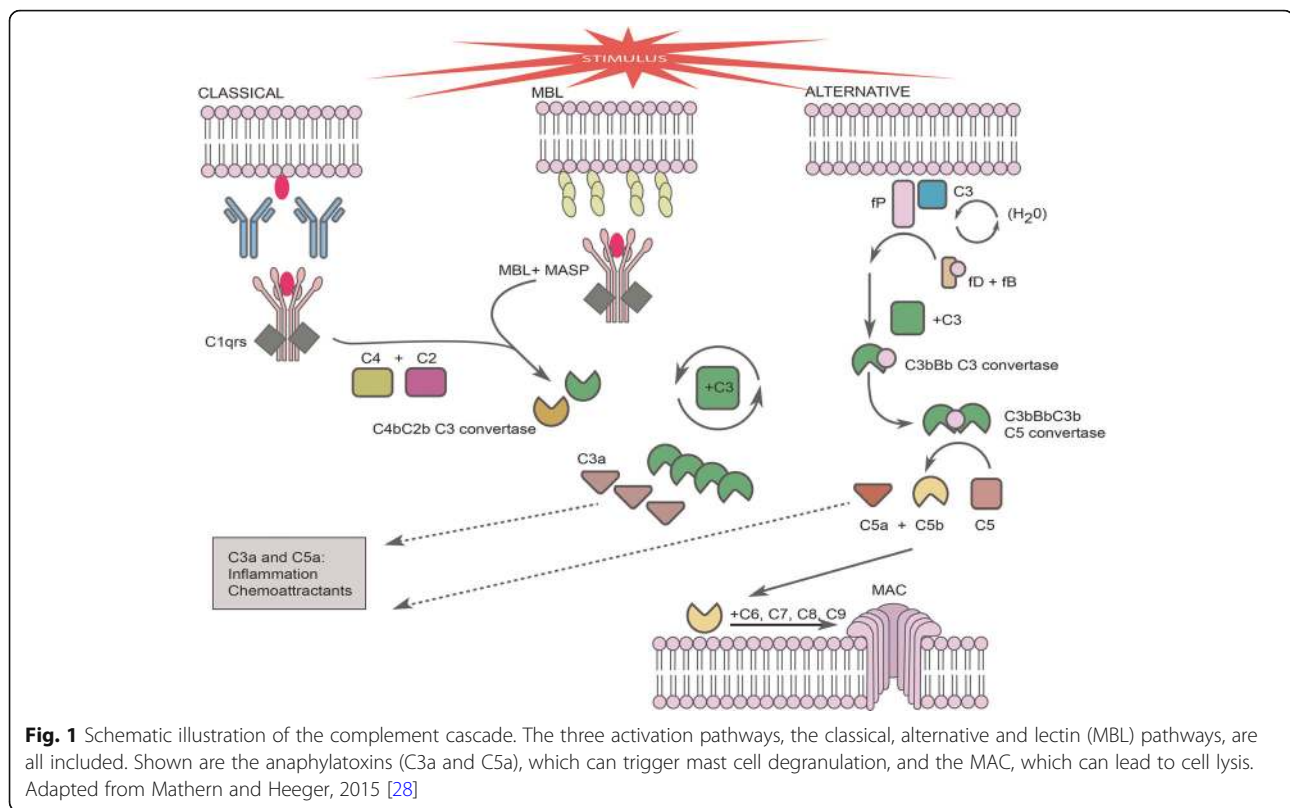 STIMULUS
CLASSICAL
MBL
ALTERNATIVE
fP
C3
(H20)
fD + fB
+C3
C3bBb C3 convertase
C3bBbC3b
C5 convertase
MBL+ MASP
C1qrs
C4 + C2
C4bC2b C3 convertase
+C3
C3a
C5a + C5b
C5
C3a and C5a:
Inflammation
Chemoattractants
MAC
+C6, C7, C8, C9
Fig. 1 Schematic illustration of the complement cascade. The three activation pathways, the classical, alternative and lectin (MBL) pathways, are
all included. Shown are the anaphylatoxins (C3a and C5a), which can trigger mast cell degranulation, and the MAC, which can lead to cell lysis.
Adapted from Mathern and Heeger, 2015 [28]